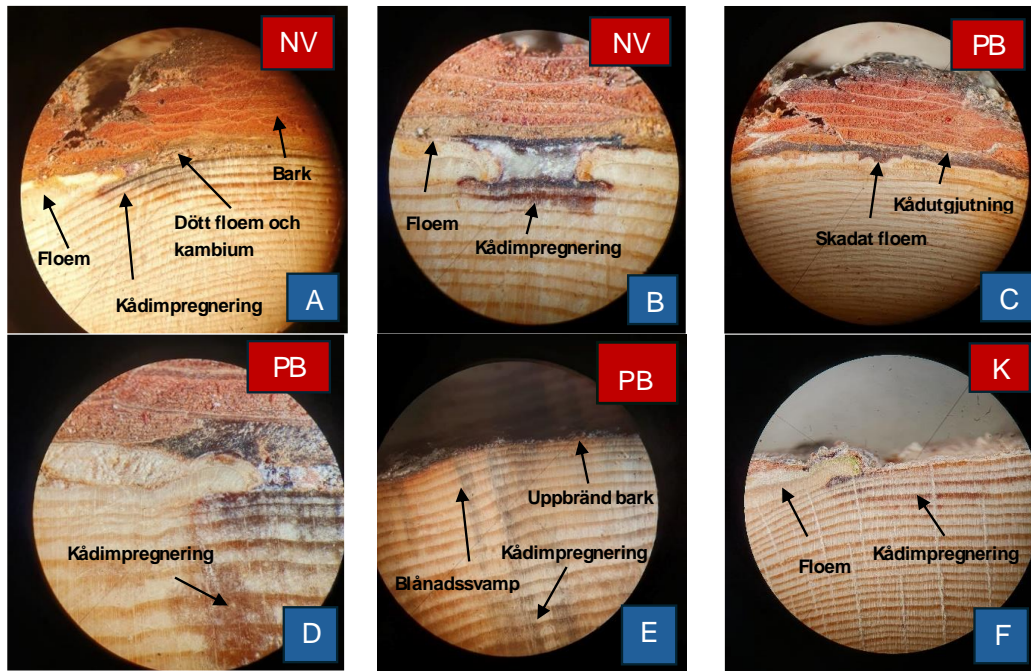 NV
Bark
Dött floem och
kambium
Floem
Kådimpregnering
A
NV
Floem
Kådimpregnering
B
PB
Kådutgjutning
Skadat floem
C
PB
Kådimpregnering
D
PB
Uppbränd bark
Kådimpregnering
Blånadssvamp
E
K
Kådimpregnering
Floem
F